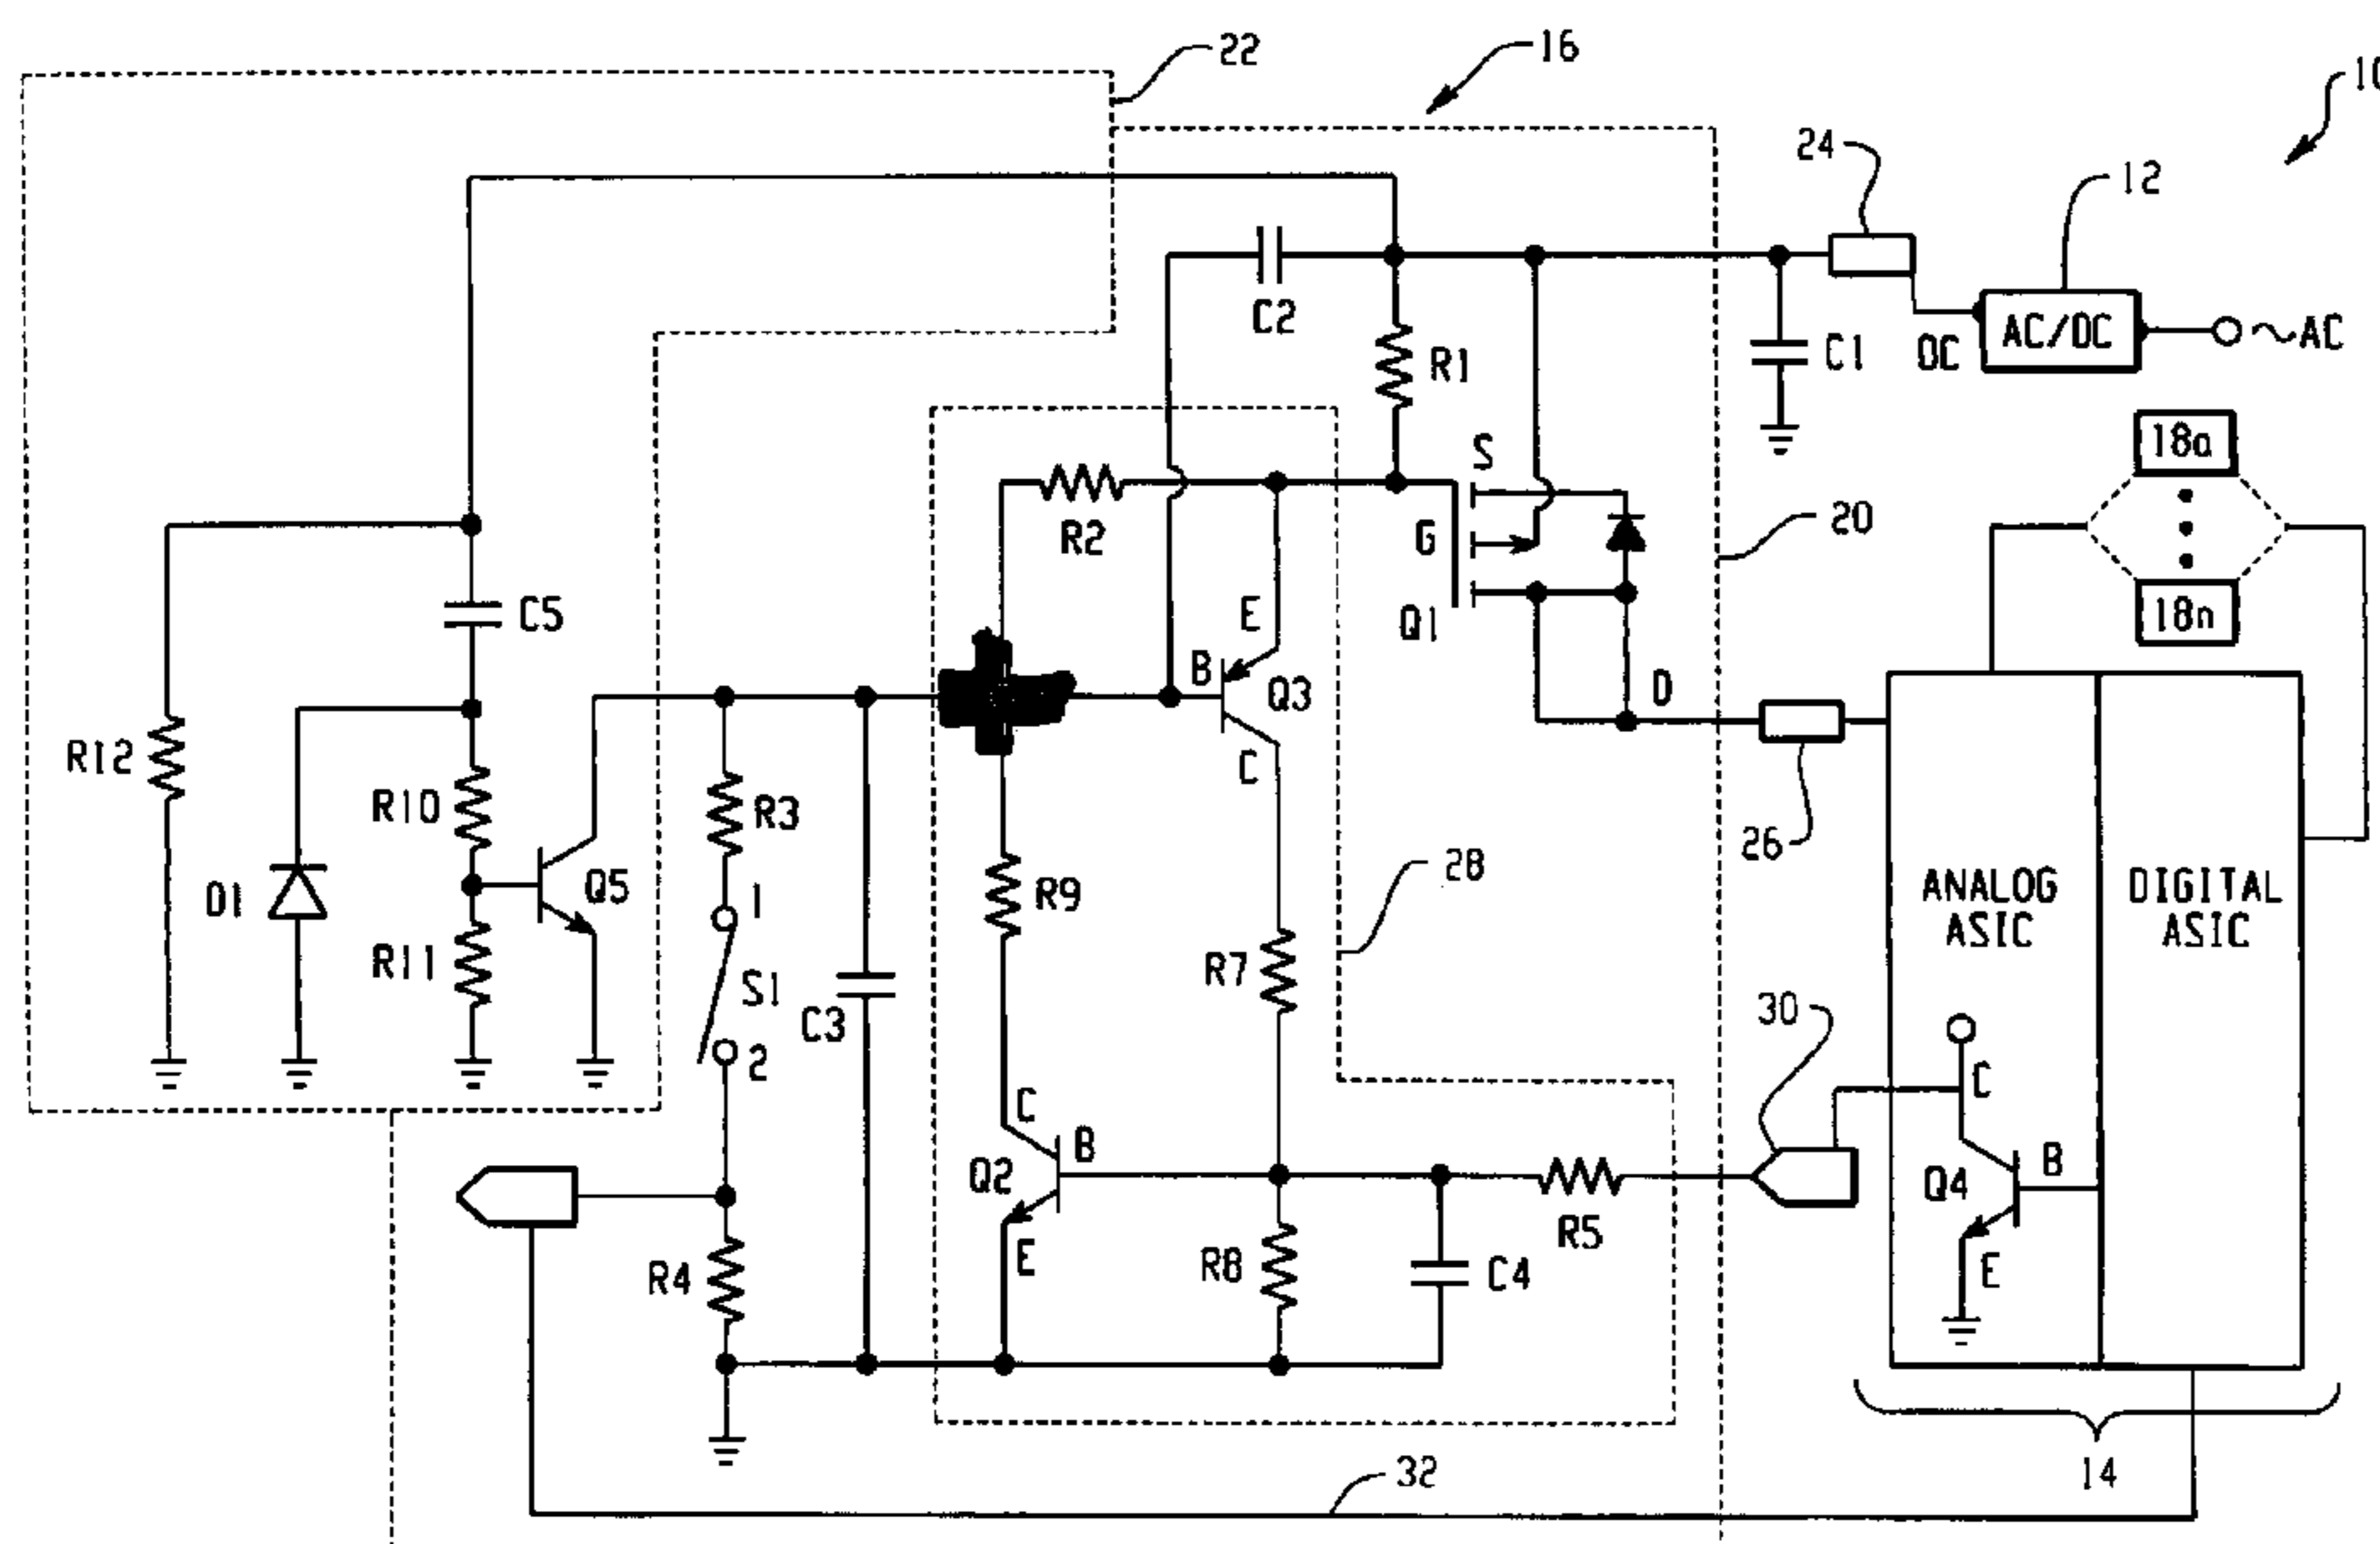 22
16
10
24
12
C2
R1
C1
DC
AC/DC
~AC
18a
S
R2
G
20
C5
E
Q1
18n
B
Q3
D
R12
C
R10
R3
26
D1
Q5
1
R9
28
ANALOG ASIC
DIGITAL ASIC
R11
S1
R7
C3
30
2
C
C
Q2
B
B
Q4
R4
E
R8
C4
R5
E
32
14